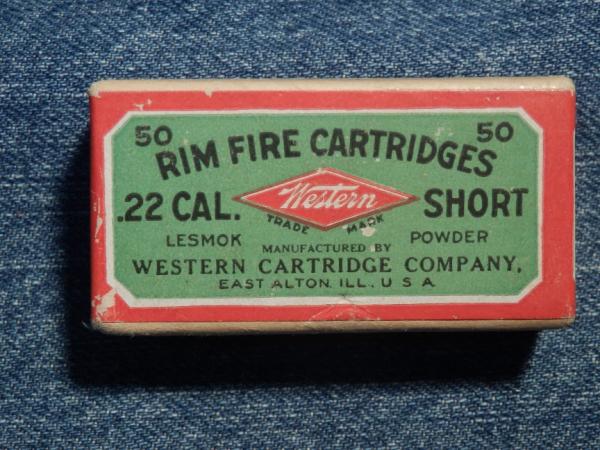 50 50
RIM FIRE CARTRIDGES
.22 CAL. Western SHORT
TRADE MARK
LESMOK POWDER
MANUFACTURED BY
WESTERN CARTRIDGE COMPANY,
EAST ALTON. ILL., U S A